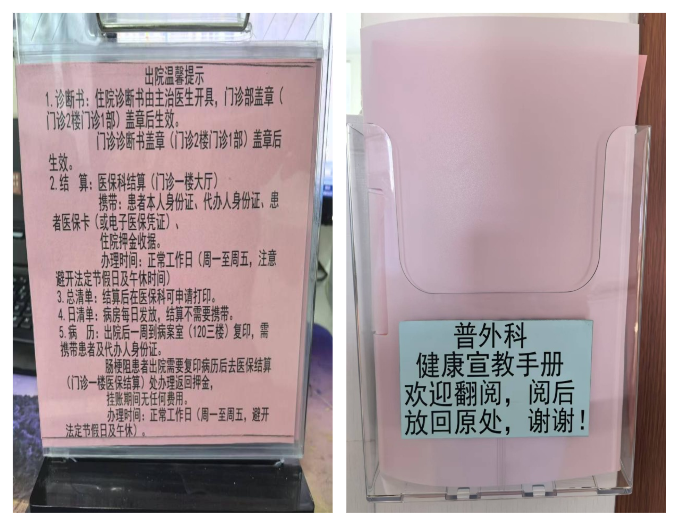 出院温馨提示
1.诊断书：住院诊断书由主治医生开具，门诊部盖章（
门诊2楼门诊1部）盖章后生效。
门诊诊断书盖章（门诊2楼门诊1部）盖章后
生效。
2.结 算：医保科结算（门诊一楼大厅）
携带：患者本人身份证、代办人身份证、患
者医保卡（或电子医保凭证）、
住院押金收据。
办理时间：正常工作日（周一至周五，注意
避开法定节假日及午休时间）
3.总清单：结算后在医保科可申请打印。
4.日清单：病房每日发放，结算不需要携带。
5.病 历：出院后一周到病案室（120三楼）复印，需
携带患者及代办人身份证。
肠梗阻患者出院需要复印病历后去医保结算
（门诊一楼医保结算）处办理返回押金，
挂账期间无任何费用。
办理时间：正常工作日（周一至周五，避开
法定节假日及午休）。
普外科
健康宣教手册
欢迎翻阅，阅后
放回原处，谢谢！